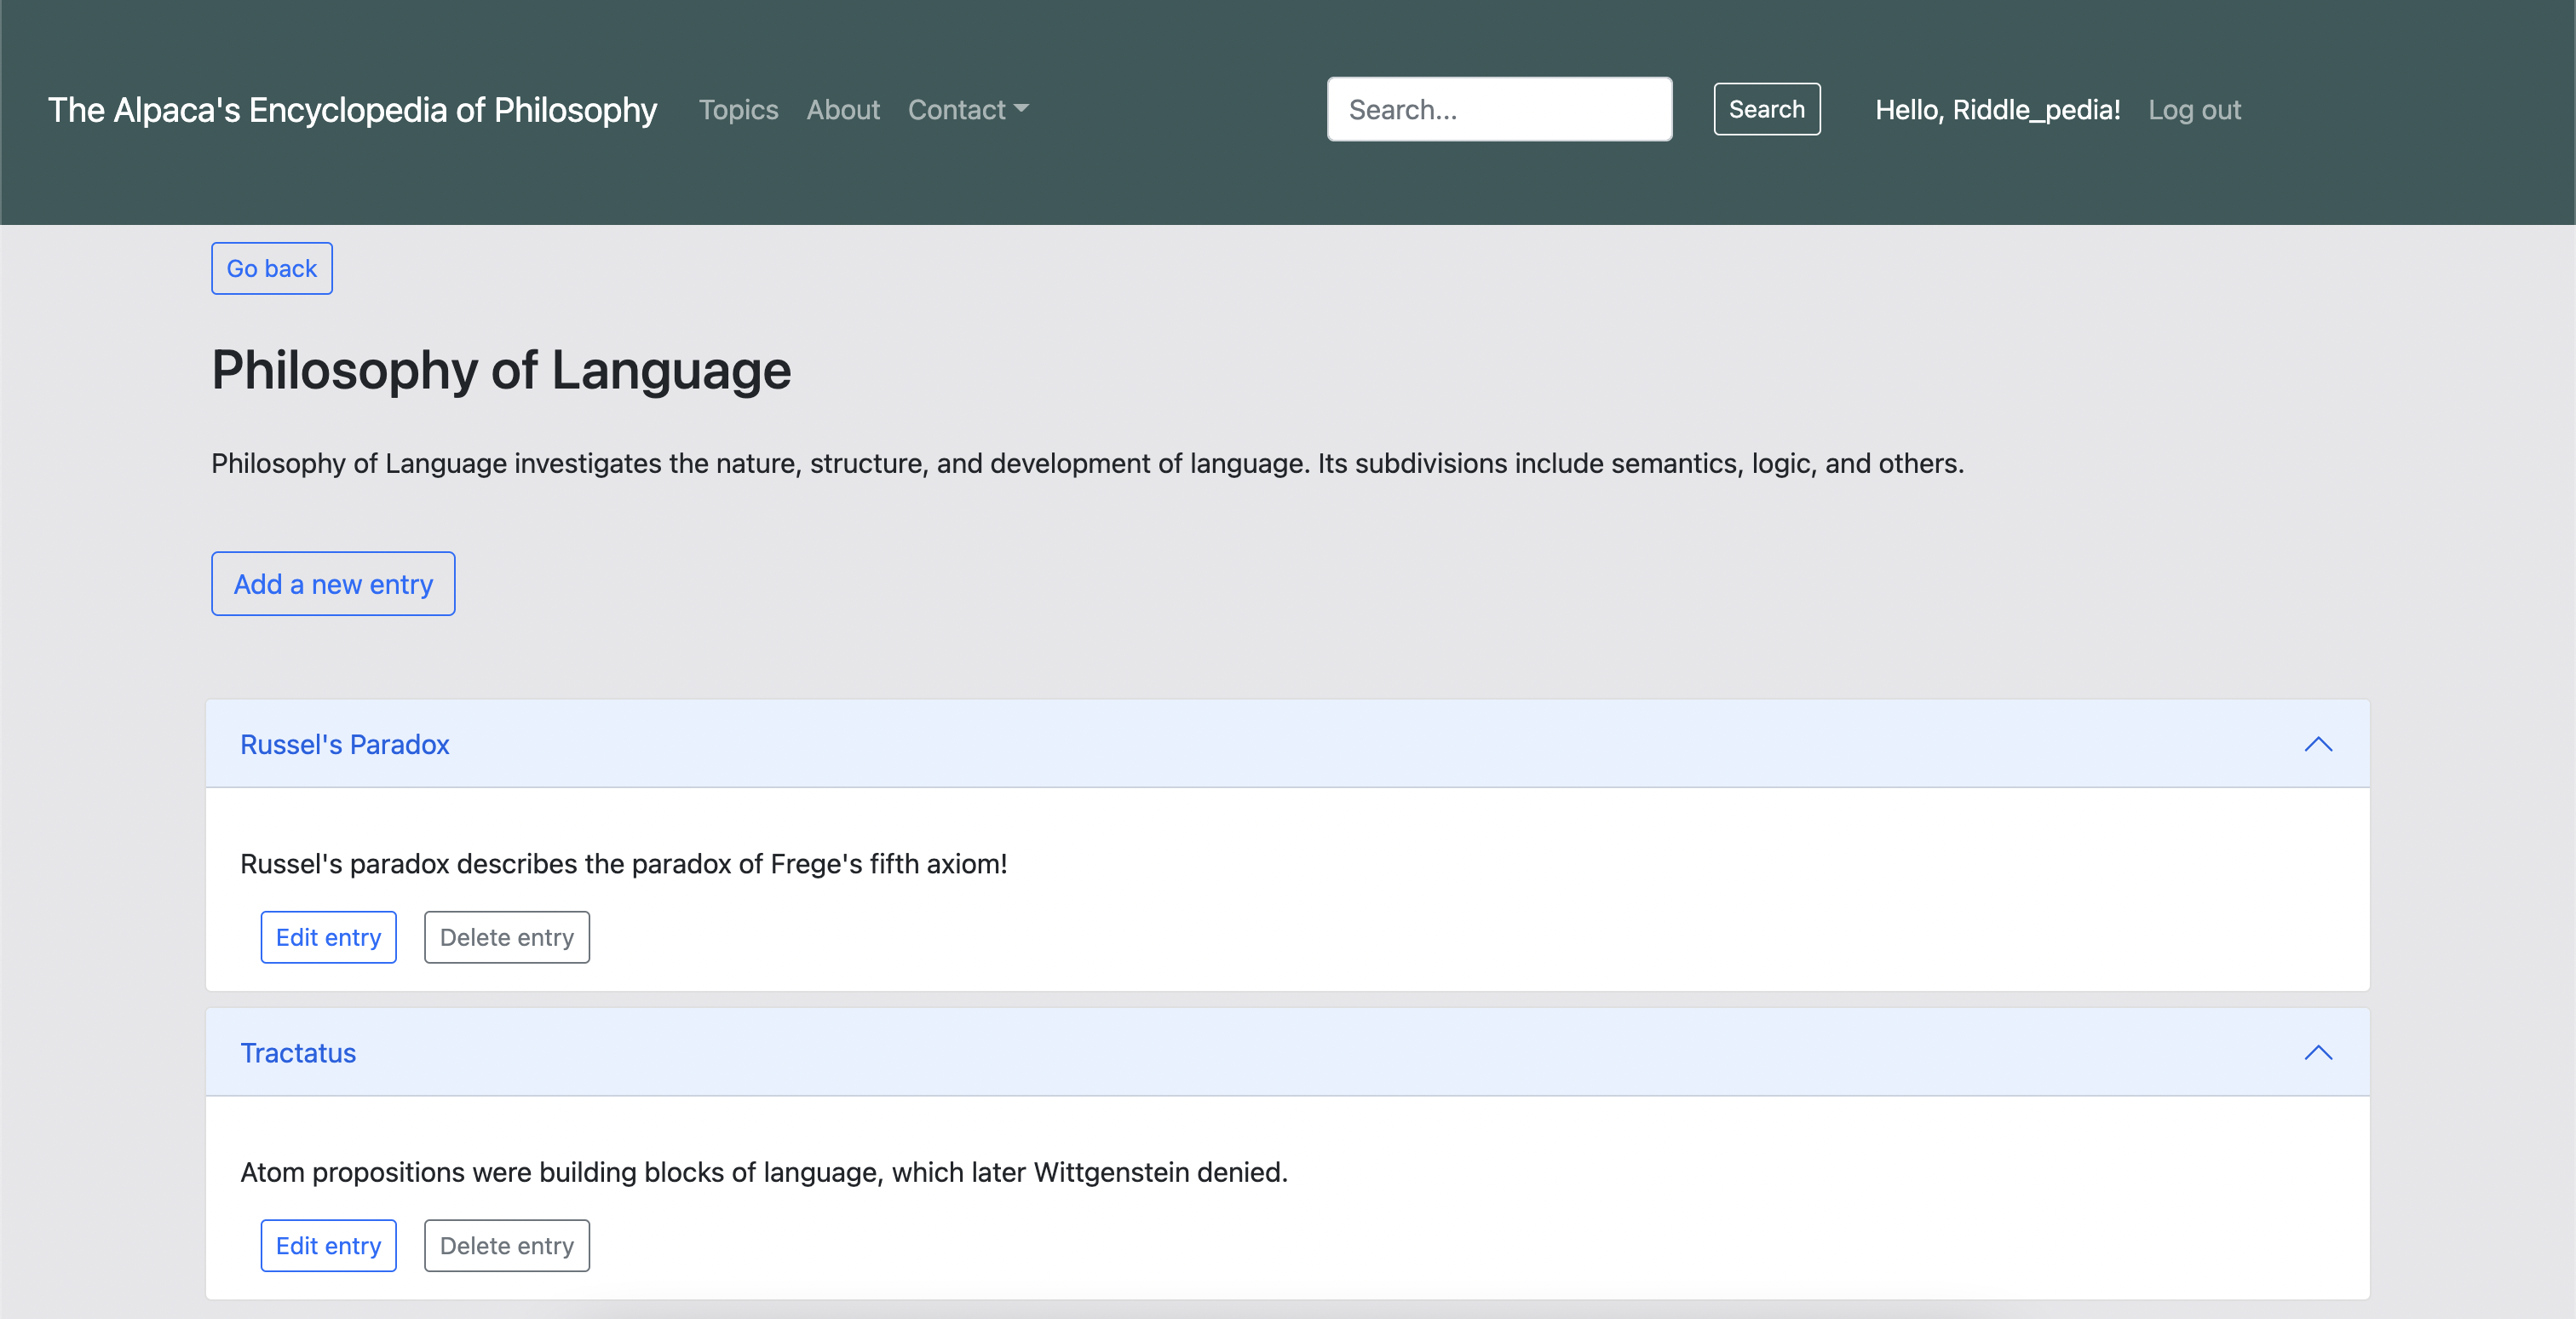 The Alpaca's Encyclopedia of Philosophy Topics About Contact Search... Search Hello, Riddle_pedia! Log out
Go back
Philosophy of Language
Philosophy of Language investigates the nature, structure, and development of language. Its subdivisions include semantics, logic, and others.
Add a new entry
Russel's Paradox
Russel's paradox describes the paradox of Frege's fifth axiom!
Edit entry Delete entry
Tractatus
Atom propositions were building blocks of language, which later Wittgenstein denied.
Edit entry Delete entry